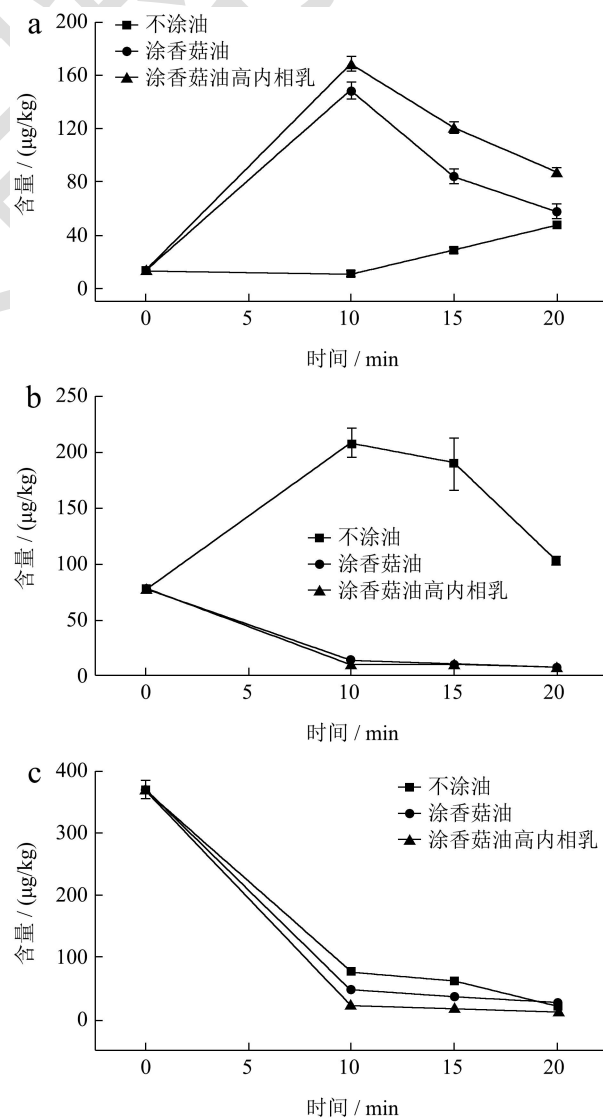 a
不涂油
涂香菇油
涂香菇油高内相乳
200
160
120
80
40
0
含量 / (μg/kg)
0 5 10 15 20
时间 / min
b
250
200
150
100
50
0
含量 / (μg/kg)
不涂油
涂香菇油
涂香菇油高内相乳
0 5 10 15 20
时间 / min
c
400
300
200
100
0
含量 / (μg/kg)
不涂油
涂香菇油
涂香菇油高内相乳
0 5 10 15 20
时间 / min